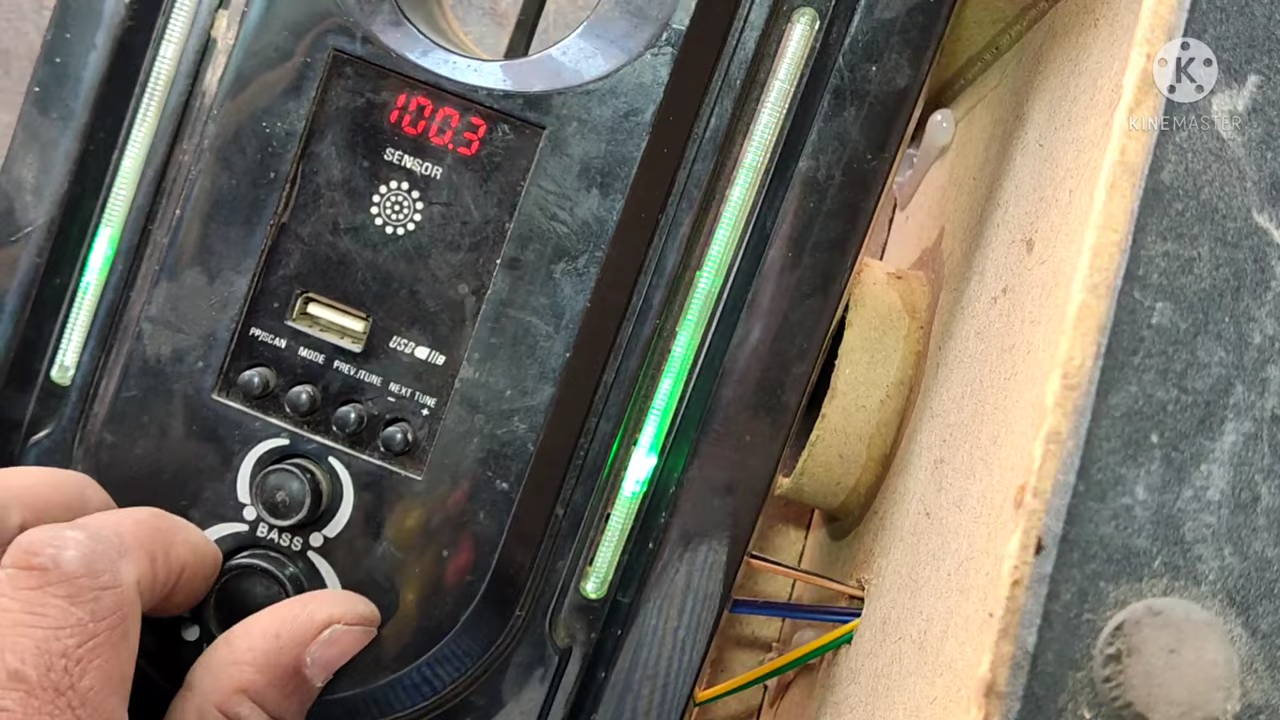 100.3
SENSOR
USB
PP/SCAN
MODE
PREV./TUNE
NEXT TUNE
- +
BASS
K
KINEMASTER